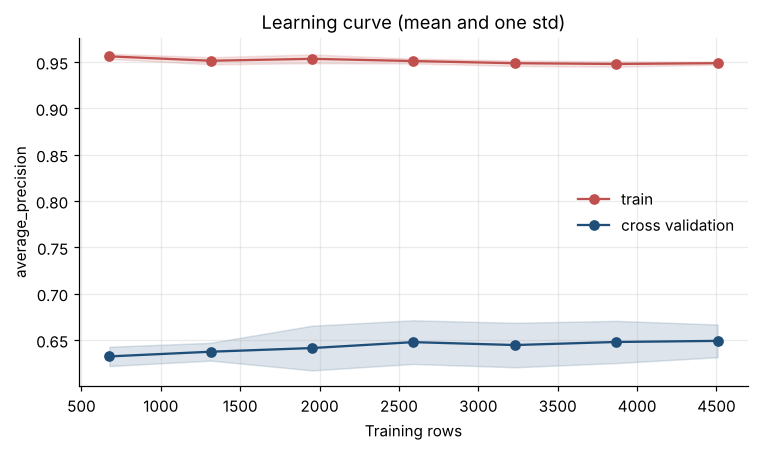 Learning curve (mean and one std)
average_precision
0.95
0.90
0.85
0.80
0.75
0.70
0.65
train
cross validation
500 1000 1500 2000 2500 3000 3500 4000 4500
Training rows